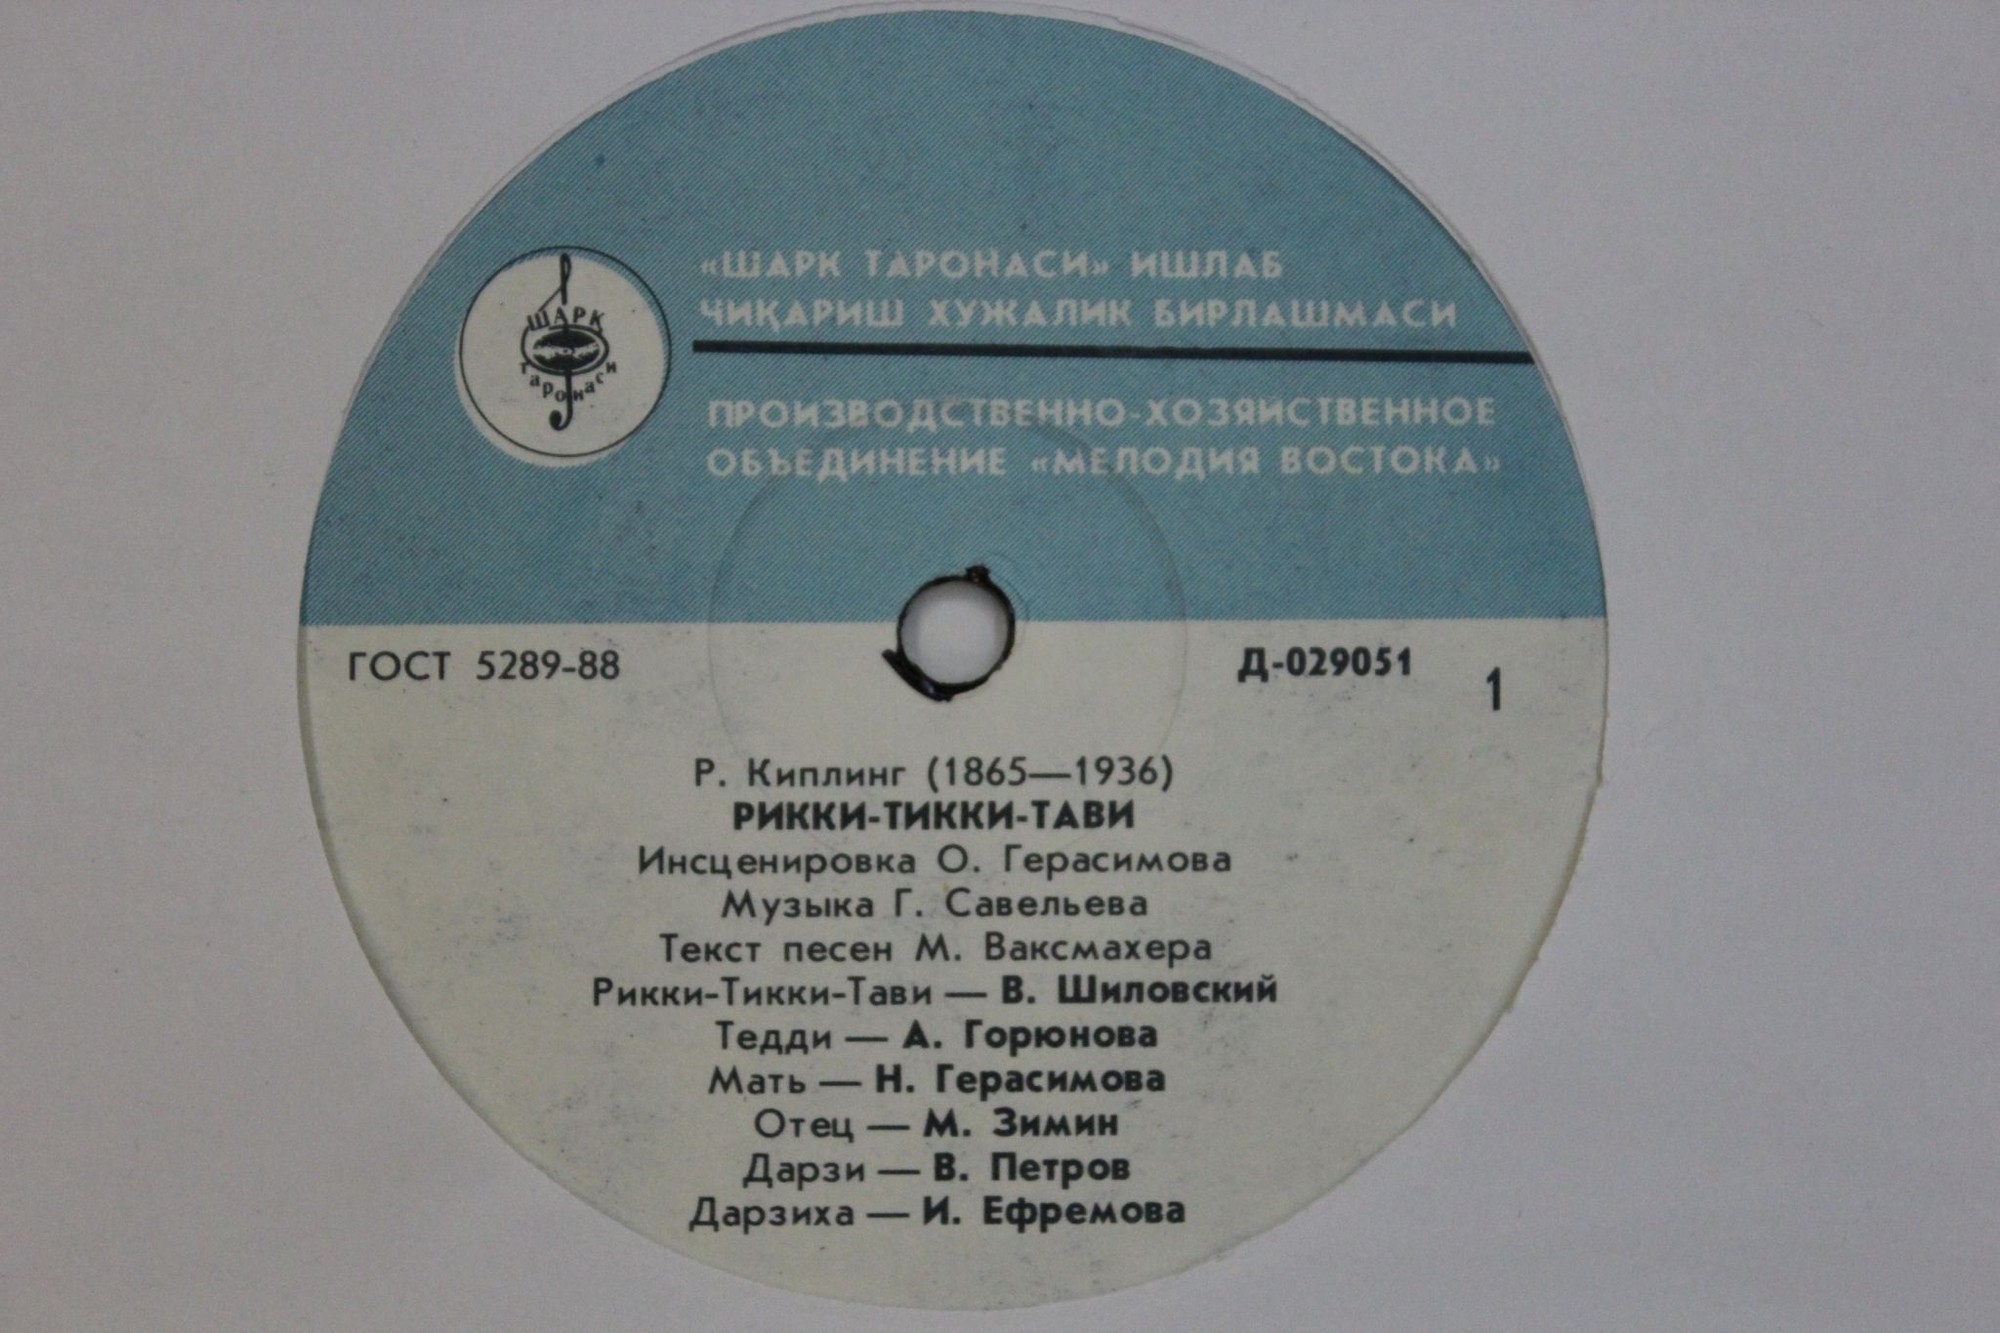 «ШАРК ТАРОНАСИ» ИШЛАБ
ЧИҚАРИШ ХУЖАЛИК БИРЛАШМАСИ
ШАРК
таронаси
ПРОИЗВОДСТВЕННО-ХОЗЯЙСТВЕННОЕ
ОБЪЕДИНЕНИЕ «МЕЛОДИЯ ВОСТОКА»
ГОСТ 5289-88
Д-029051
1
Р. Киплинг (1865—1936)
РИККИ-ТИККИ-ТАВИ
Инсценировка О. Герасимова
Музыка Г. Савельева
Текст песен М. Ваксмахера
Рикки-Тикки-Тави — В. Шиловский
Тедди — А. Горюнова
Мать — Н. Герасимова
Отец — М. Зимин
Дарзи — В. Петров
Дарзиха — И. Ефремова